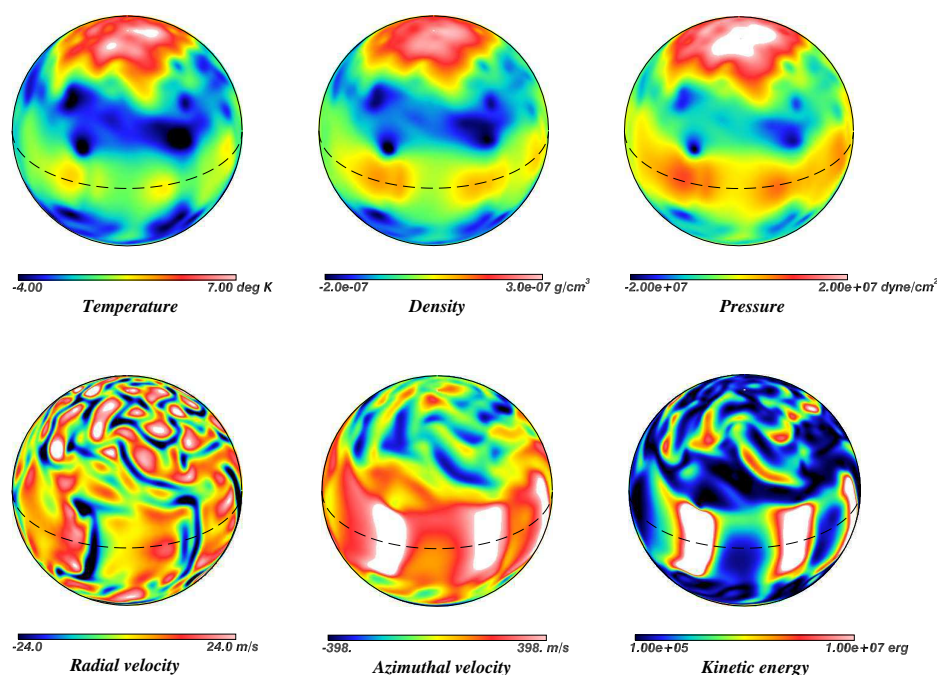 -4.00 7.00 deg K
Temperature
-2.0e-07 3.0e-07 g/cm³
Density
-2.00e+07 2.00e+07 dyne/cm²
Pressure
-24.0 24.0 m/s
Radial velocity
-398. 398. m/s
Azimuthal velocity
1.00e+05 1.00e+07 erg
Kinetic energy